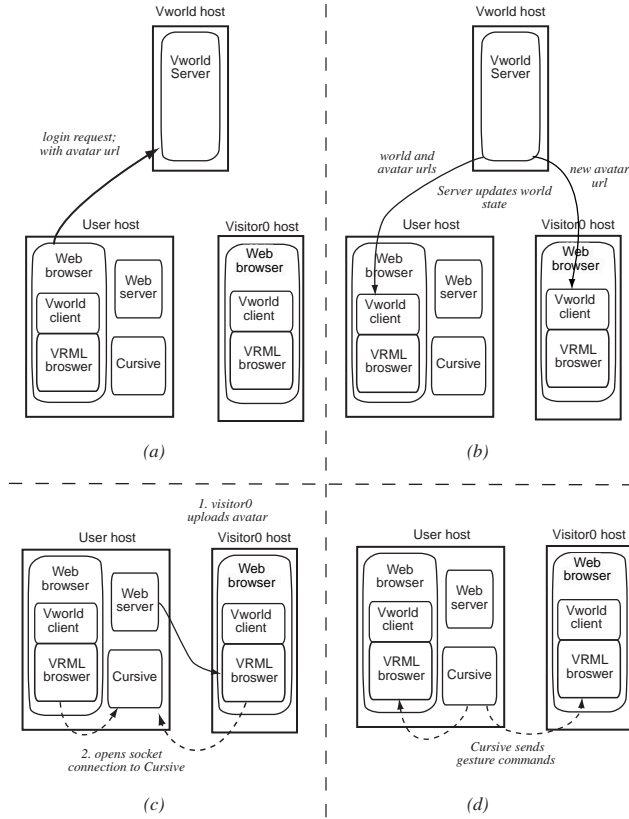 Vworld host
Vworld
Server
login request;
with avatar url
User host
Visitor0 host
Web
browser
Web
server
Vworld
client
VRML
broswer
Cursive
Web
browser
Vworld
client
VRML
broswer
(a)
Vworld host
Vworld
Server
world and
avatar urls
Server updates world
state
new avatar
url
User host
Visitor0 host
Web
browser
Web
server
Vworld
client
VRML
broswer
Cursive
Web
browser
Vworld
client
VRML
broswer
(b)
1. visitor0
uploads avatar
User host
Visitor0 host
Web
browser
Web
server
Vworld
client
VRML
broswer
Cursive
Web
browser
Vworld
client
VRML
broswer
2. opens socket
connection to Cursive
(c)
User host
Visitor0 host
Web
browser
Web
server
Vworld
client
VRML
broswer
Cursive
Web
browser
Vworld
client
VRML
broswer
Cursive sends
gesture commands
(d)